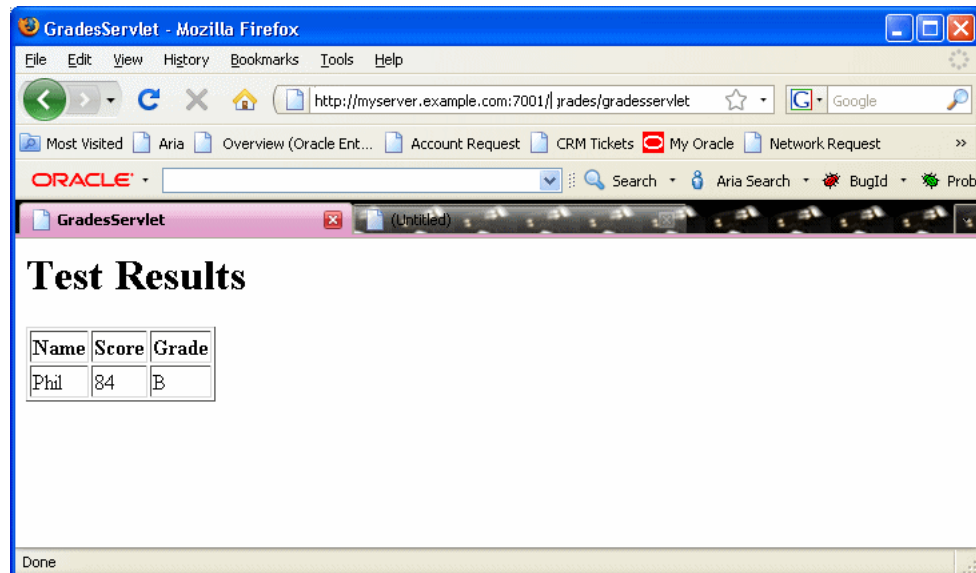 GradesServlet - Mozilla Firefox
File Edit View History Bookmarks Tools Help
http://myserver.example.com:7001/ jrades/gradesservlet G Google
Most Visited Aria Overview (Oracle Ent... Account Request CRM Tickets My Oracle Network Request »
ORACLE Search Aria Search BugId Prob
GradesServlet (Untitled)
Test Results
Name Score Grade
Phil 84 B
Done